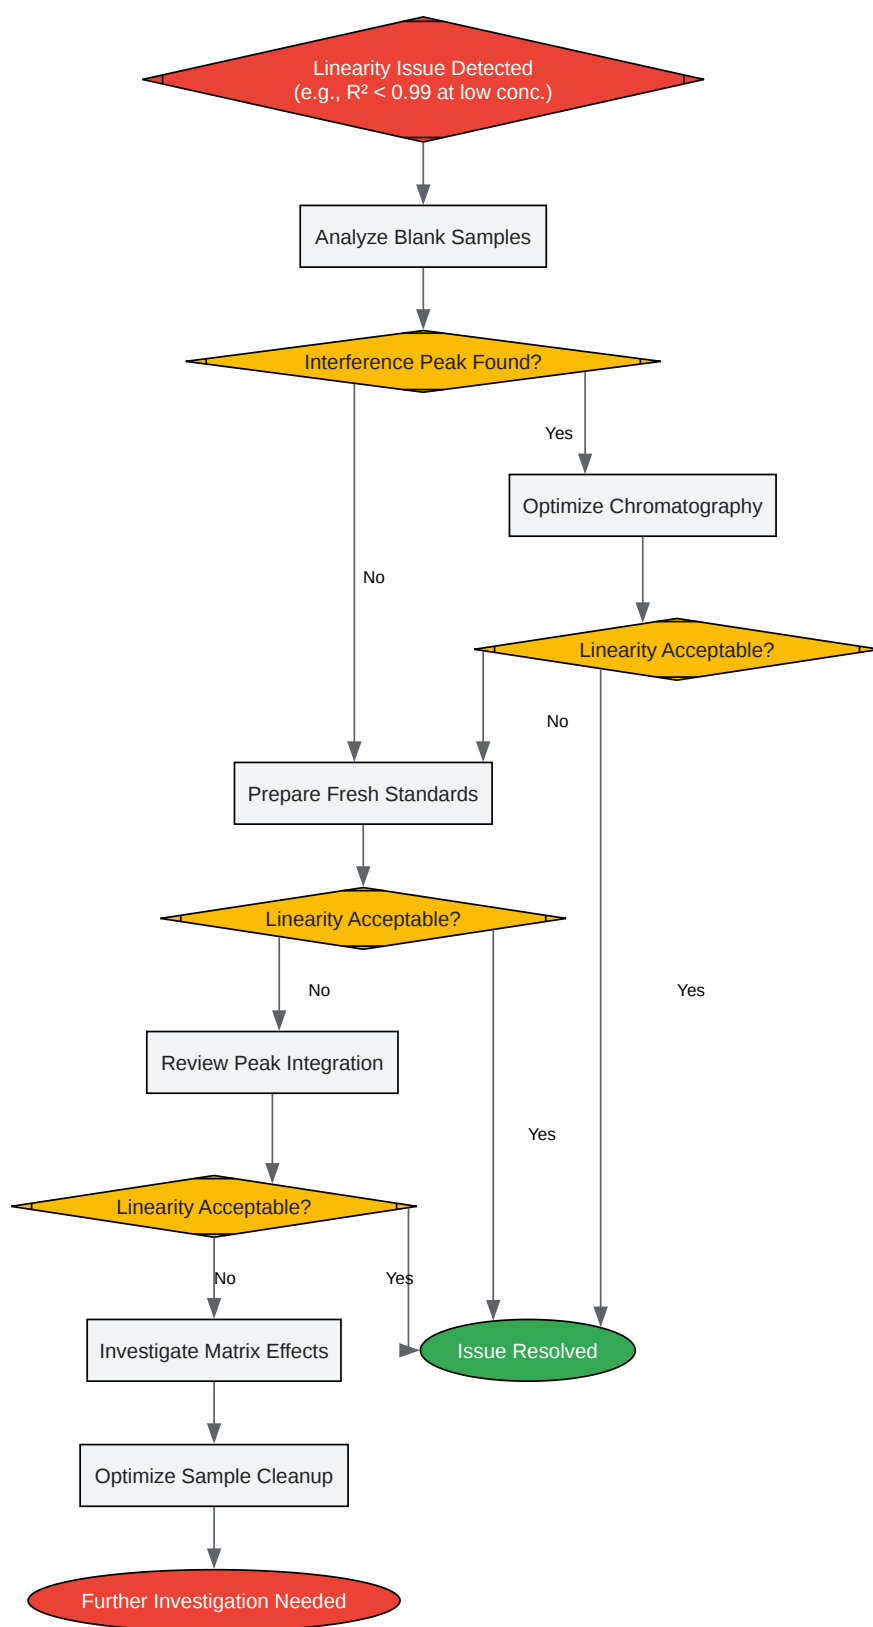 Linearity Issue Detected
(e.g., R² < 0.99 at low conc.)
Analyze Blank Samples
Interference Peak Found?
Yes
Optimize Chromatography
No
Linearity Acceptable?
No
Prepare Fresh Standards
Linearity Acceptable?
No
Yes
Review Peak Integration
Yes
Linearity Acceptable?
No
Yes
Investigate Matrix Effects
Issue Resolved
Optimize Sample Cleanup
Further Investigation Needed